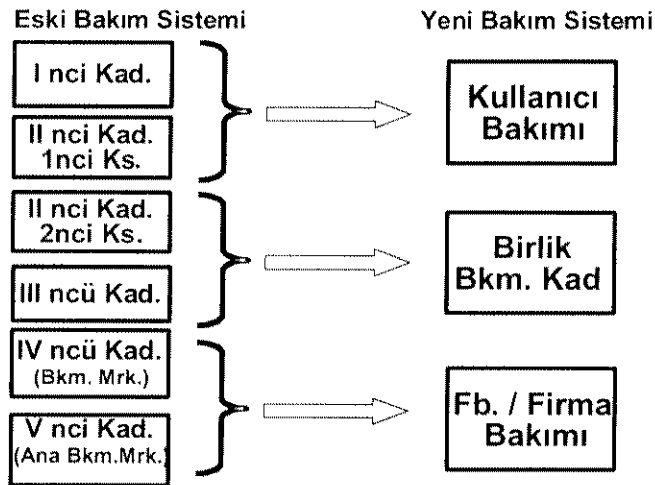 Eski Bakım Sistemi
Yeni Bakım Sistemi
I nci Kad.
II nci Kad.
1nci Ks.
Kullanıcı
Bakımı
II nci Kad.
2nci Ks.
III ncü Kad.
Birlik
Bkm. Kad
IV ncü Kad.
(Bkm. Mrk.)
V nci Kad.
(Ana Bkm.Mrk.)
Fb. / Firma
Bakımı